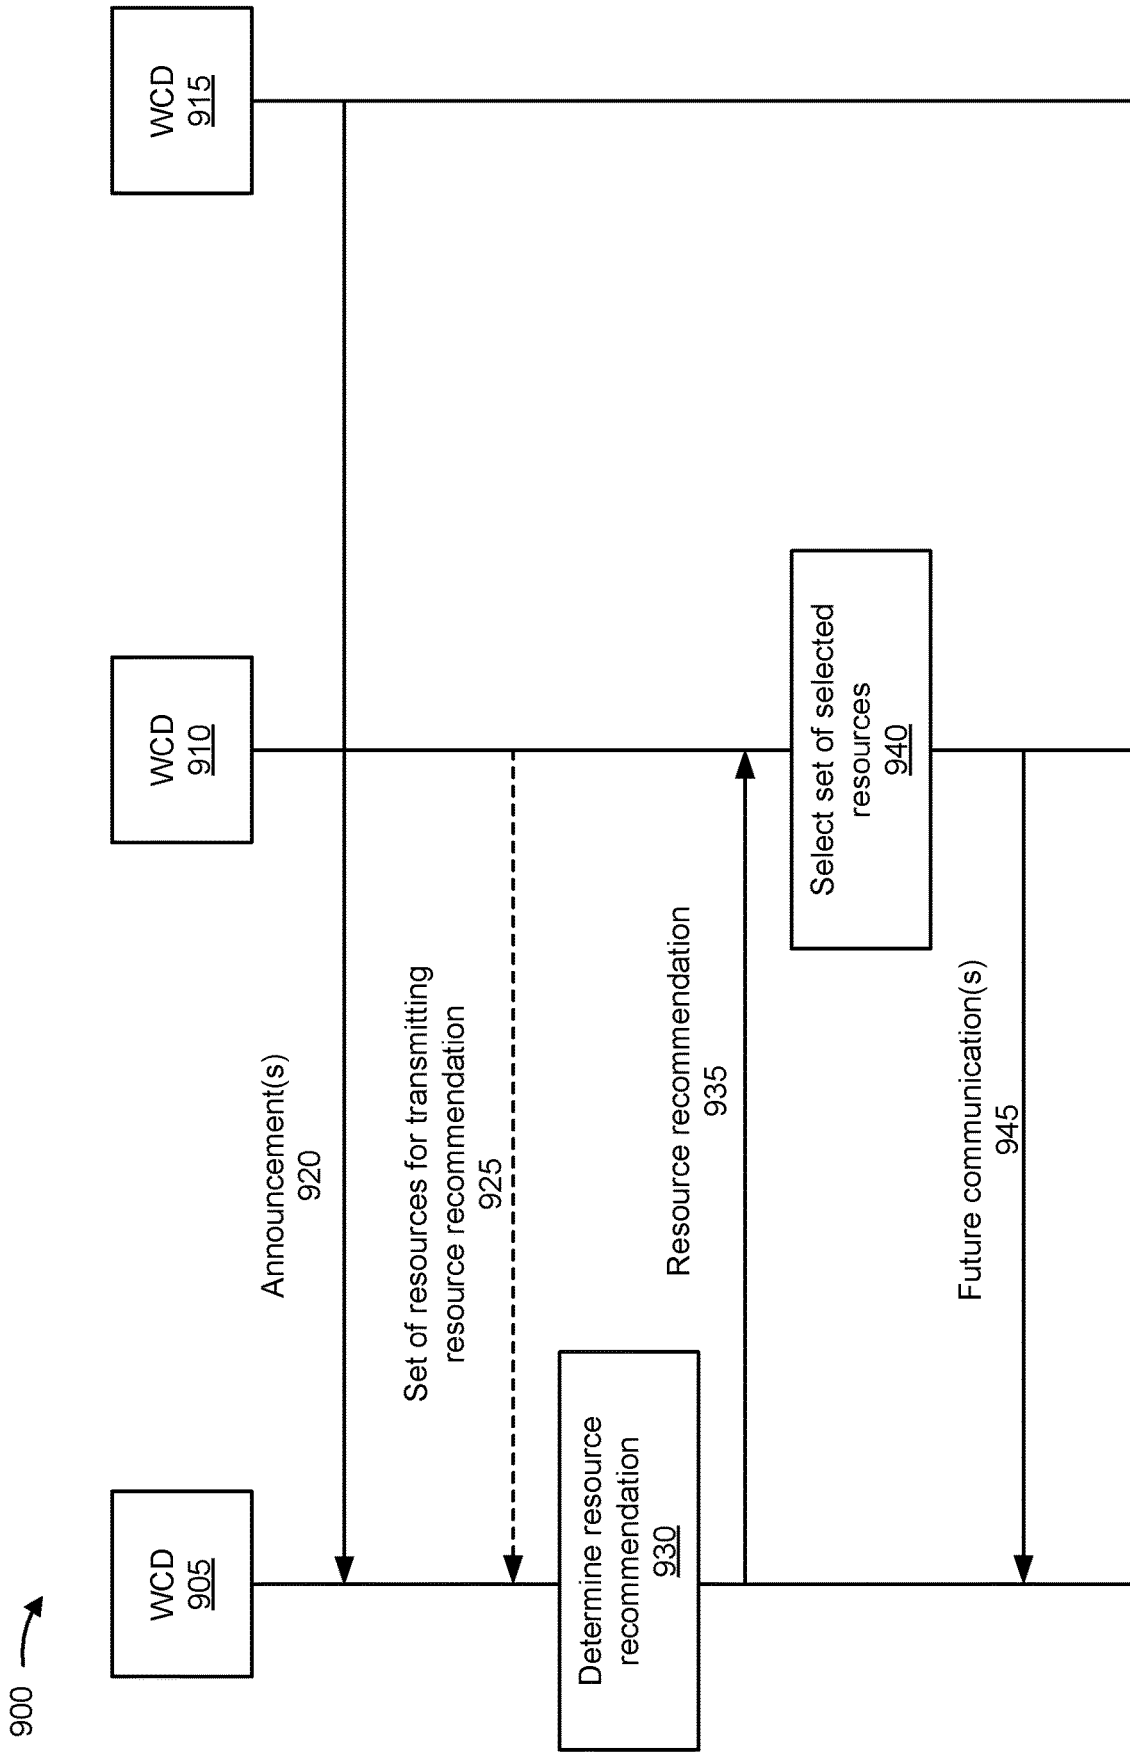 900
WCD
905
WCD
910
WCD
915
Announcement(s)
920
Set of resources for transmitting
resource recommendation
925
Determine resource
recommendation
930
Resource recommendation
935
Select set of selected
resources
940
Future communication(s)
945